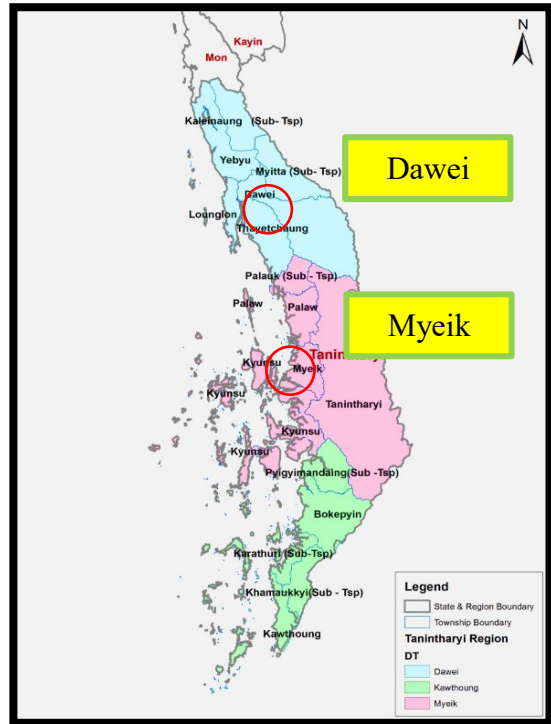 N
Kayin
Mon
Kaleinaung (Sub- Tsp)
Yebyu
Myitta (Sub- Tsp)
Dawei
Dawei
Launglon
Thayetchaung
Palauk (Sub - Tsp)
Palaw
Palaw
Myeik
Tanintharyi
Kyunsu
Myeik
Kyunsu
Tanintharyi
Kyunsu
Kyunsu
Pyigyimandaing(Sub -Tsp)
Bokepyin
Karathuri (Sub-Tsp)
Khamaukkyi(Sub - Tsp)
Kawthoung
Legend
State & Region Boundary
Township Boundary
Tanintharyi Region
DT
Dawei
Kawthoung
Myeik